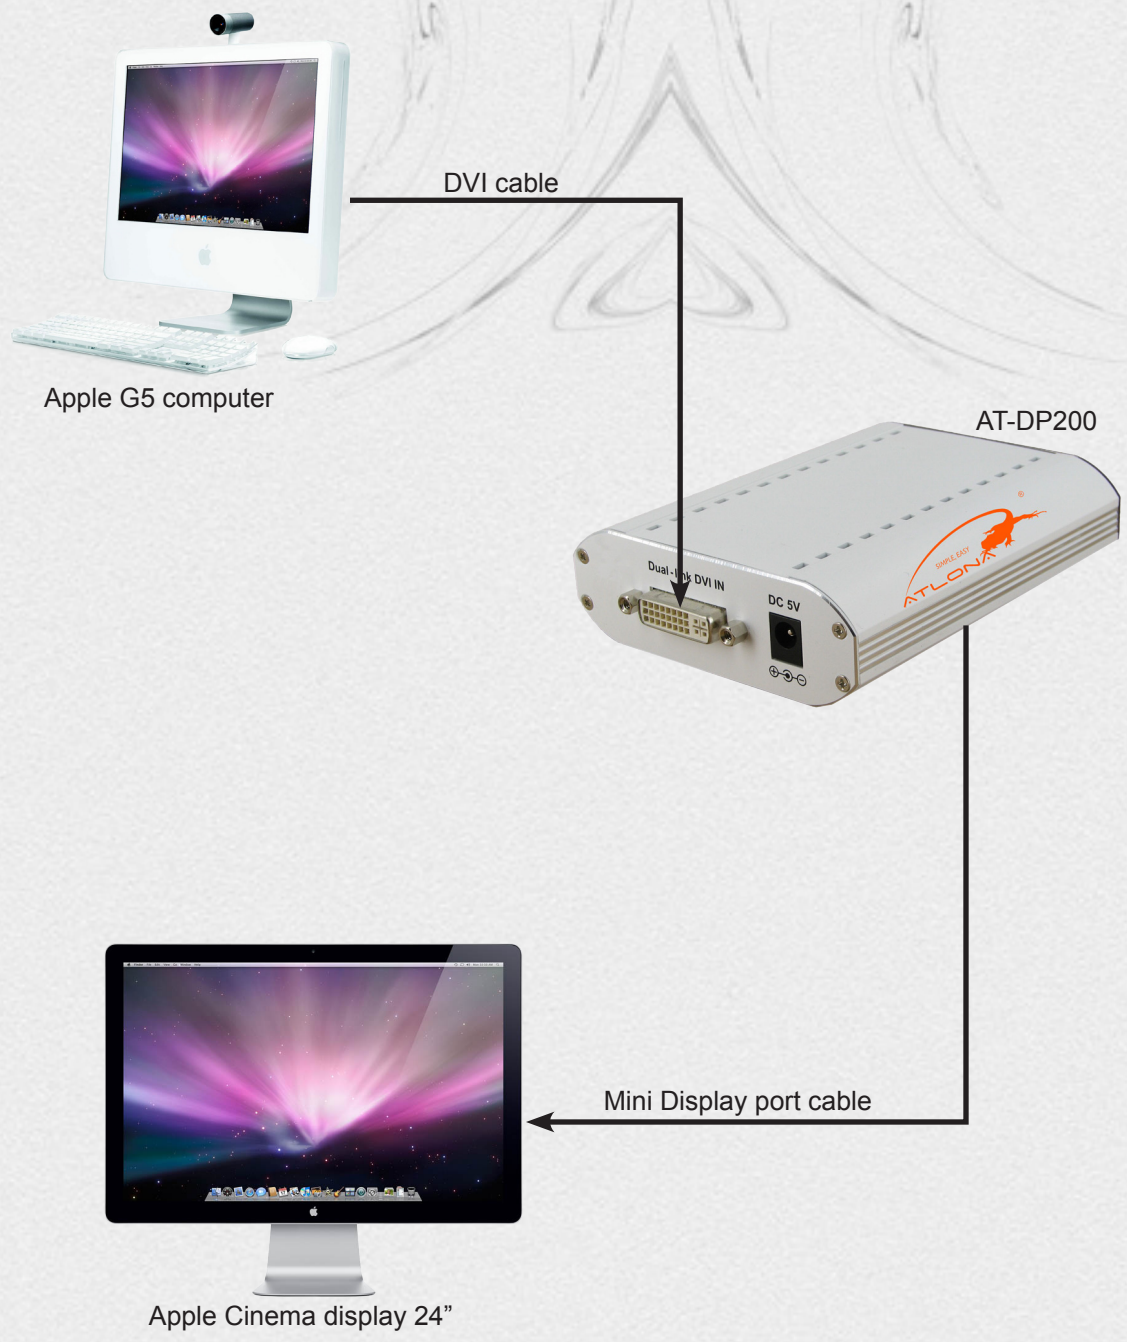 DVI cable
Apple G5 computer
AT-DP200
Dual-link DVI IN
DC 5V
®
SIMPLE, EASY
ATLONA
Mini Display port cable
Apple Cinema display 24”